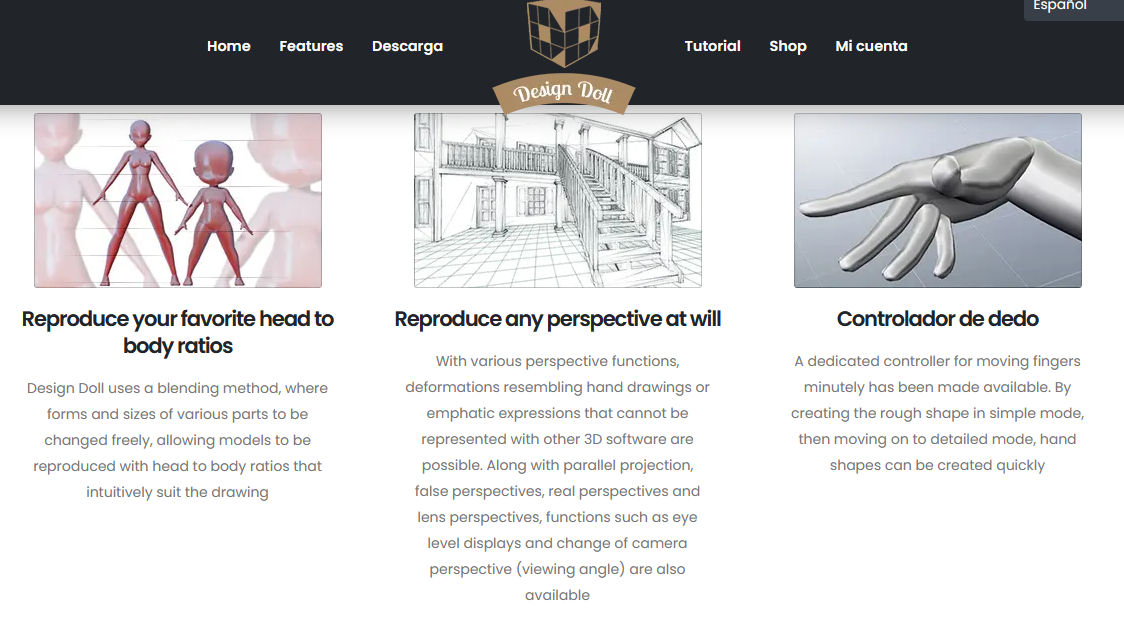 Español
Home Features Descarga
Design Doll
Tutorial Shop Mi cuenta
Reproduce your favorite head to
body ratios
Design Doll uses a blending method, where
forms and sizes of various parts to be
changed freely, allowing models to be
reproduced with head to body ratios that
intuitively suit the drawing
Reproduce any perspective at will
With various perspective functions,
deformations resembling hand drawings or
emphatic expressions that cannot be
represented with other 3D software are
possible. Along with parallel projection,
false perspectives, real perspectives and
lens perspectives, functions such as eye
level displays and change of camera
perspective (viewing angle) are also
available
Controlador de dedo
A dedicated controller for moving fingers
minutely has been made available. By
creating the rough shape in simple mode,
then moving on to detailed mode, hand
shapes can be created quickly